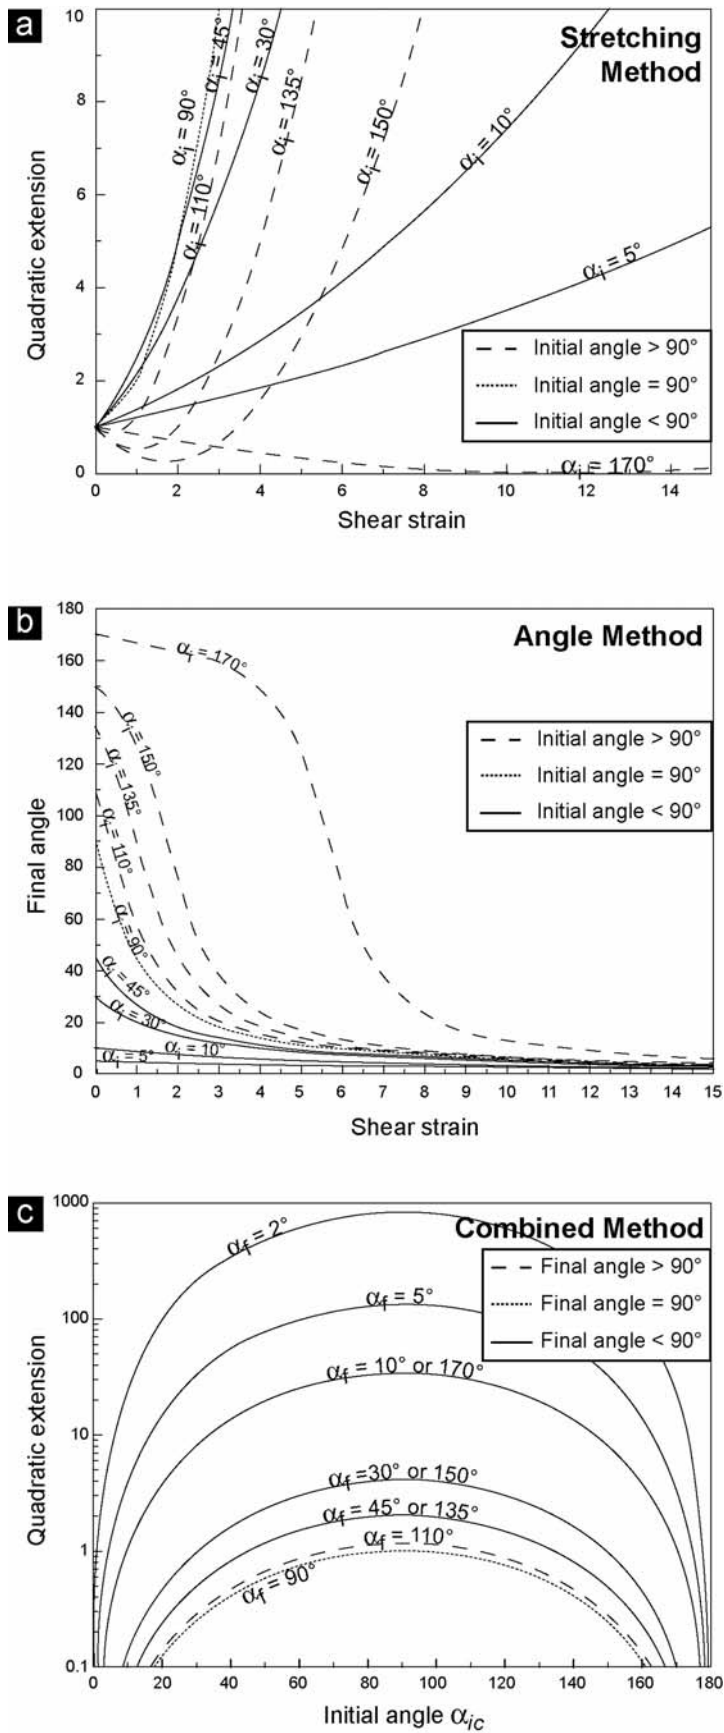 a
Stretching
Method
10
8
6
4
2
0
Quadratic extension
αi = 90°
αi = 45°
αi = 30°
αi = 110°
αi = 135°
αi = 150°
αi = 10°
αi = 5°
αi = 170°
Initial angle > 90°
Initial angle = 90°
Initial angle < 90°
0 2 4 6 8 10 12 14
Shear strain
b
Angle Method
180
160
140
120
100
80
60
40
20
0
Final angle
αi = 170°
αi = 150°
αi = 135°
αi = 110°
αi = 90°
αi = 45°
αi = 30°
αi = 10°
αi = 5°
Initial angle > 90°
Initial angle = 90°
Initial angle < 90°
0 1 2 3 4 5 6 7 8 9 10 11 12 13 14 15
Shear strain
c
Combined Method
1000
100
10
1
0.1
Quadratic extension
αf = 2°
αf = 5°
αf = 10° or 170°
αf =30° or 150°
αf = 45° or 135°
αf = 110°
αf = 90°
Final angle > 90°
Final angle = 90°
Final angle < 90°
0 20 40 60 80 100 120 140 160 180
Initial angle αic